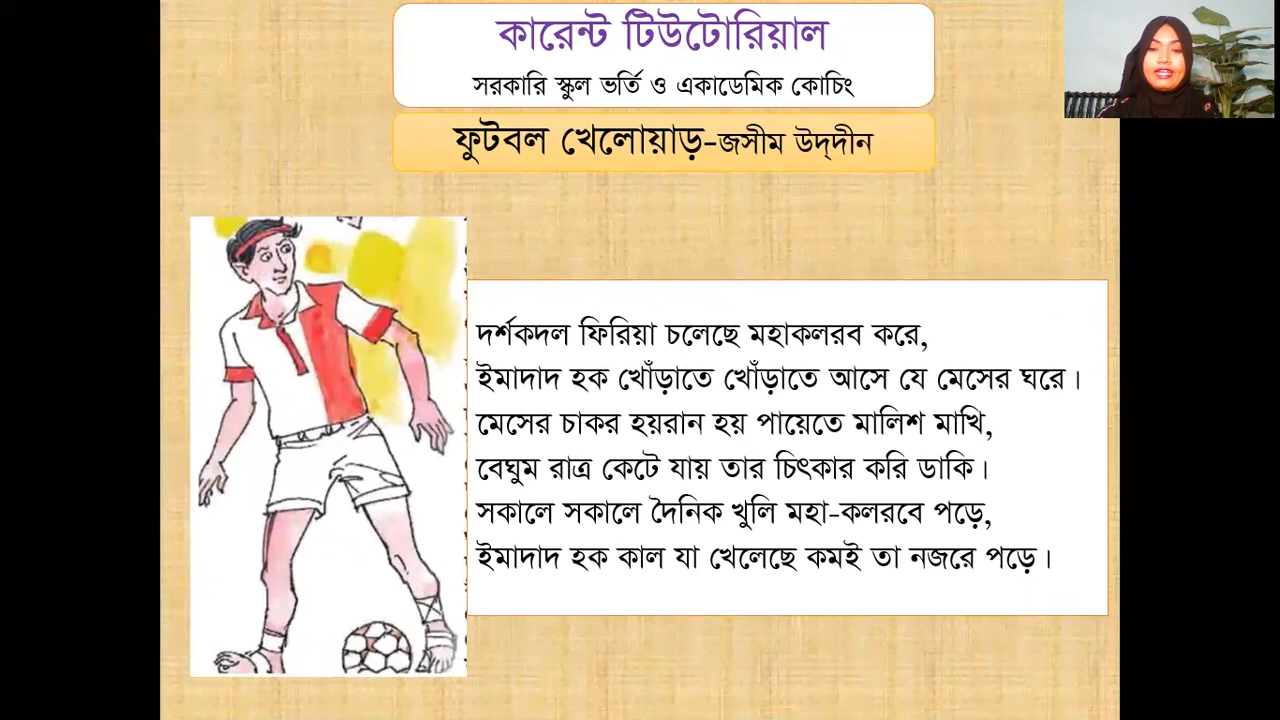 কারেন্ট টিউটোরিয়াল
সরকারি স্কুল ভর্তি ও একাডেমিক কোচিং
ফুটবল খেলোয়াড়-জসীম উদ্‌দীন
দর্শকদল ফিরিয়া চলেছে মহাকলরব করে,
ইমাদাদ হক খোঁড়াতে খোঁড়াতে আসে যে মেসের ঘরে।
মেসের চাকর হয়রান হয় পায়েতে মালিশ মাখি,
বেঘুম রাত্র কেটে যায় তার চিৎকার করি ডাকি।
সকালে সকালে দৈনিক খুলি মহা-কলরবে পড়ে,
ইমাদাদ হক কাল যা খেলেছে কমই তা নজরে পড়ে।